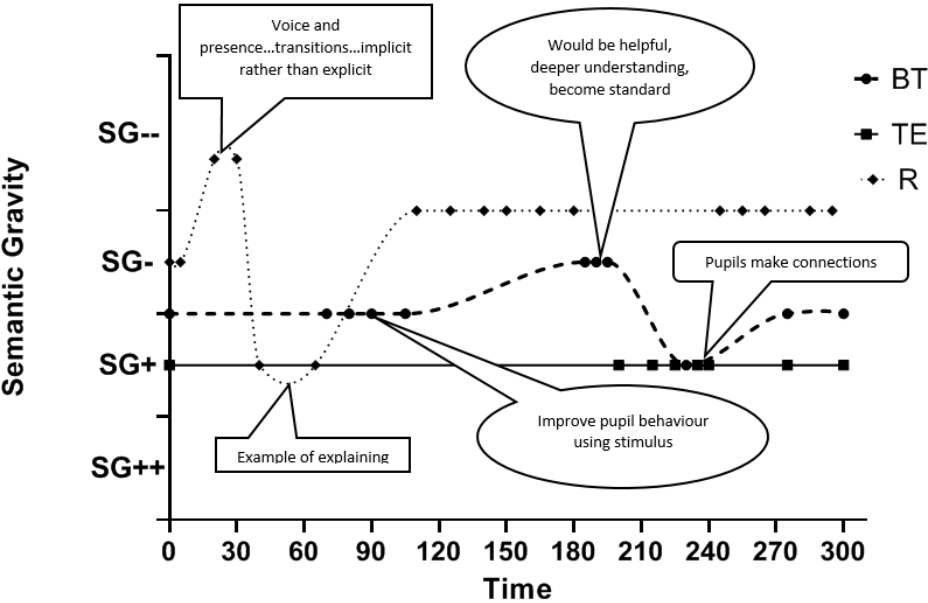 Voice and
presence...transitions...implicit
rather than explicit
Would be helpful,
deeper understanding,
become standard
BT
TE
R
Semantic Gravity
SG--
SG-
SG+
SG++
Pupils make connections
Improve pupil behaviour
using stimulus
Example of explaining
0 30 60 90 120 150 180 210 240 270 300
Time